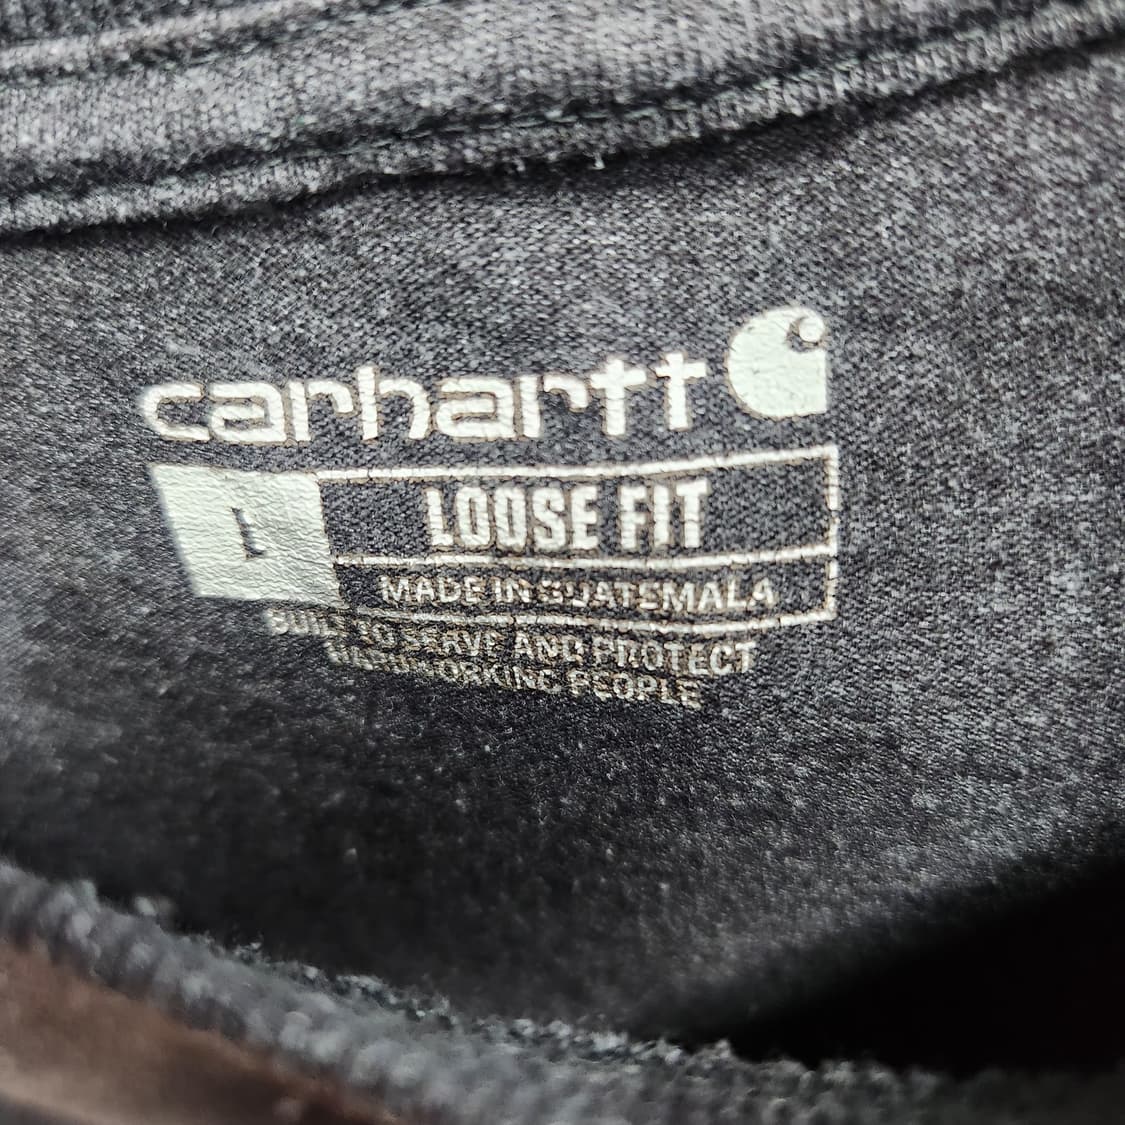 carhartt
L
LOOSE FIT
MADE IN GUATEMALA
BUILT TO SERVE AND PROTECT
HARDWORKING PEOPLE